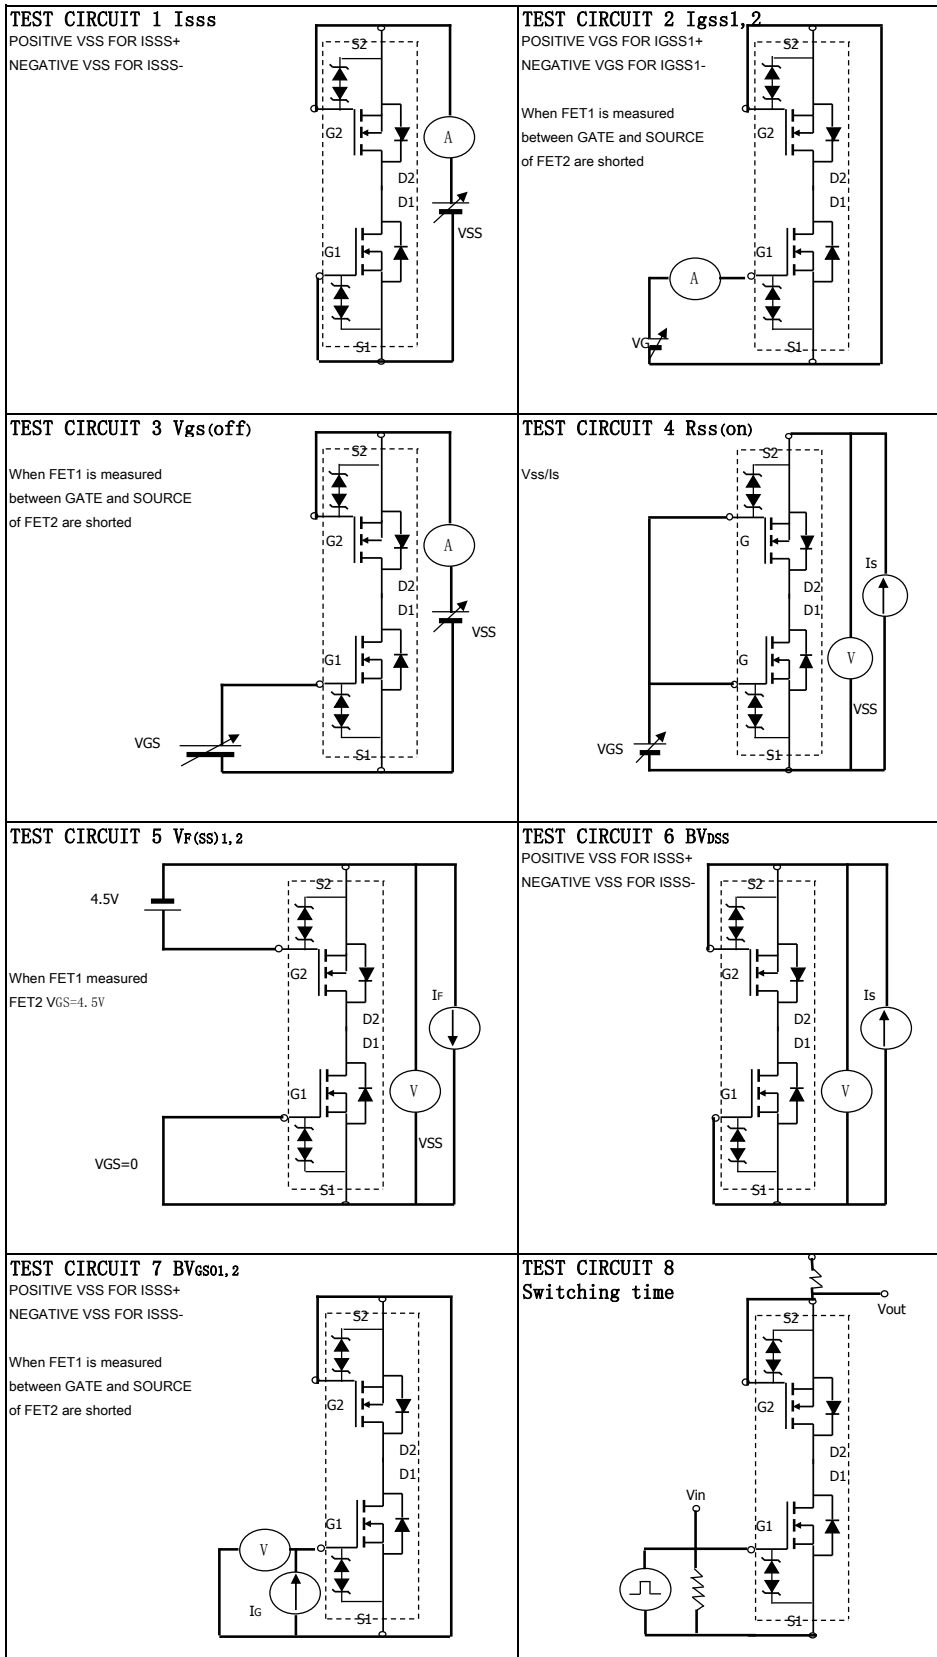 TEST CIRCUIT 1 Isss
POSITIVE VSS FOR ISSS+
NEGATIVE VSS FOR ISSS-
S2
G2
A
D2
D1
VSS
G1
S1
TEST CIRCUIT 2 Igss1,2
POSITIVE VGS FOR IGSS1+
NEGATIVE VGS FOR IGSS1-
When FET1 is measured
between GATE and SOURCE
of FET2 are shorted
S2
G2
D2
D1
G1
A
VG
S1
TEST CIRCUIT 3 Vgs(off)
When FET1 is measured
between GATE and SOURCE
of FET2 are shorted
S2
G2
A
D2
D1
VSS
G1
VGS
S1
TEST CIRCUIT 4 Rss(on)
Vss/Is
S2
G
Is
D2
D1
G
V
VSS
VGS
S1
TEST CIRCUIT 5 VF(SS)1,2
4.5V
When FET1 measured
FET2 VGS=4.5V
S2
G2
IF
D2
D1
G1
V
VSS
VGS=0
S1
TEST CIRCUIT 6 BVDSS
POSITIVE VSS FOR ISSS+
NEGATIVE VSS FOR ISSS-
S2
G2
Is
D2
D1
G1
V
S1
TEST CIRCUIT 7 BVGSO1,2
POSITIVE VSS FOR ISSS+
NEGATIVE VSS FOR ISSS-
When FET1 is measured
between GATE and SOURCE
of FET2 are shorted
S2
G2
D2
D1
G1
V
IG
S1
TEST CIRCUIT 8
Switching time
Vout
S2
G2
D2
D1
Vin
G1
S1